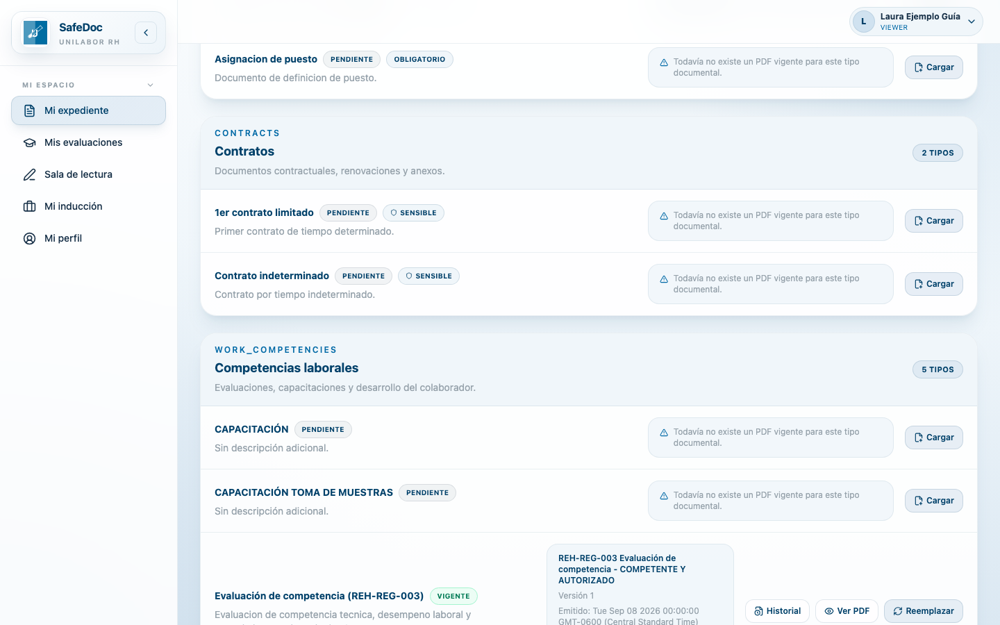 SafeDoc
UNILABOR RH
MI ESPACIO
Mi expediente
Mis evaluaciones
Sala de lectura
Mi inducción
Mi perfil
L
Laura Ejemplo Guía
VIEWER
Asignacion de puesto PENDIENTE OBLIGATORIO
Documento de definicion de puesto.
Todavía no existe un PDF vigente para este tipo
documental.
Cargar
CONTRACTS
Contratos
Documentos contractuales, renovaciones y anexos.
2 TIPOS
1er contrato limitado PENDIENTE SENSIBLE
Primer contrato de tiempo determinado.
Todavía no existe un PDF vigente para este tipo
documental.
Cargar
Contrato indeterminado PENDIENTE SENSIBLE
Contrato por tiempo indeterminado.
Todavía no existe un PDF vigente para este tipo
documental.
Cargar
WORK_COMPETENCIES
Competencias laborales
Evaluaciones, capacitaciones y desarrollo del colaborador.
5 TIPOS
CAPACITACIÓN PENDIENTE
Sin descripción adicional.
Todavía no existe un PDF vigente para este tipo
documental.
Cargar
CAPACITACIÓN TOMA DE MUESTRAS PENDIENTE
Sin descripción adicional.
Todavía no existe un PDF vigente para este tipo
documental.
Cargar
Evaluación de competencia (REH-REG-003) VIGENTE
Evaluacion de competencia tecnica, desempeno laboral y
REH-REG-003 Evaluación de
competencia - COMPETENTE Y
AUTORIZADO
Versión 1
Emitido: Tue Sep 08 2026 00:00:00
GMT-0600 (Central Standard Time)
Historial
Ver PDF
Reemplazar